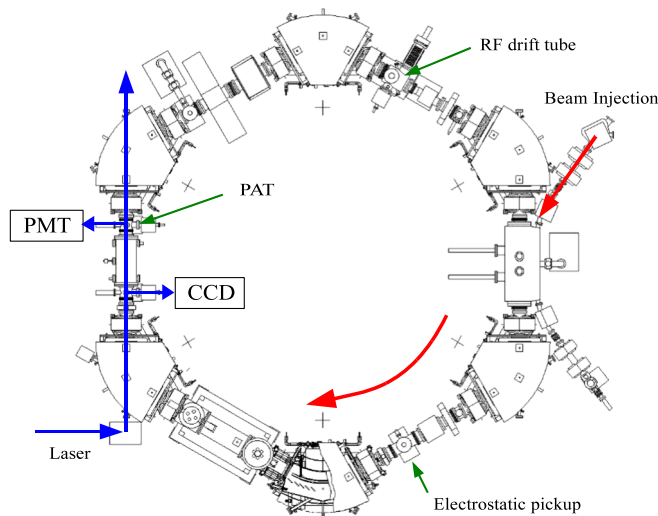 RF drift tube
Beam Injection
PAT
PMT
CCD
Laser
Electrostatic pickup